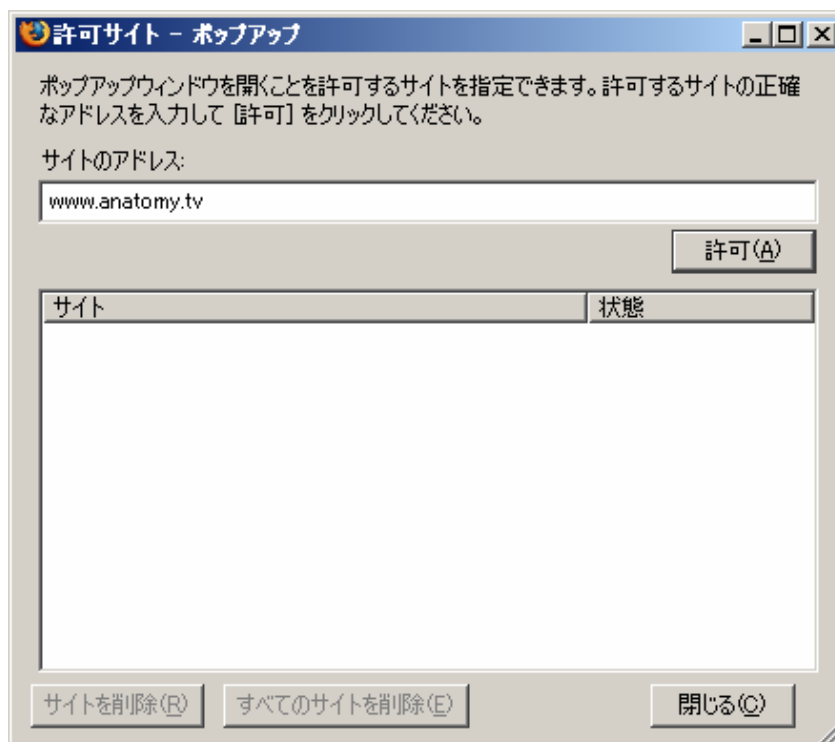 許可サイト - ポップアップ
ポップアップウィンドウを開くことを許可するサイトを指定できます。許可するサイトの正確
なアドレスを入力して [許可] をクリックしてください。
サイトのアドレス:
www.anatomy.tv
許可(A)
サイト 状態
サイトを削除(R) すべてのサイトを削除(E) 閉じる(C)